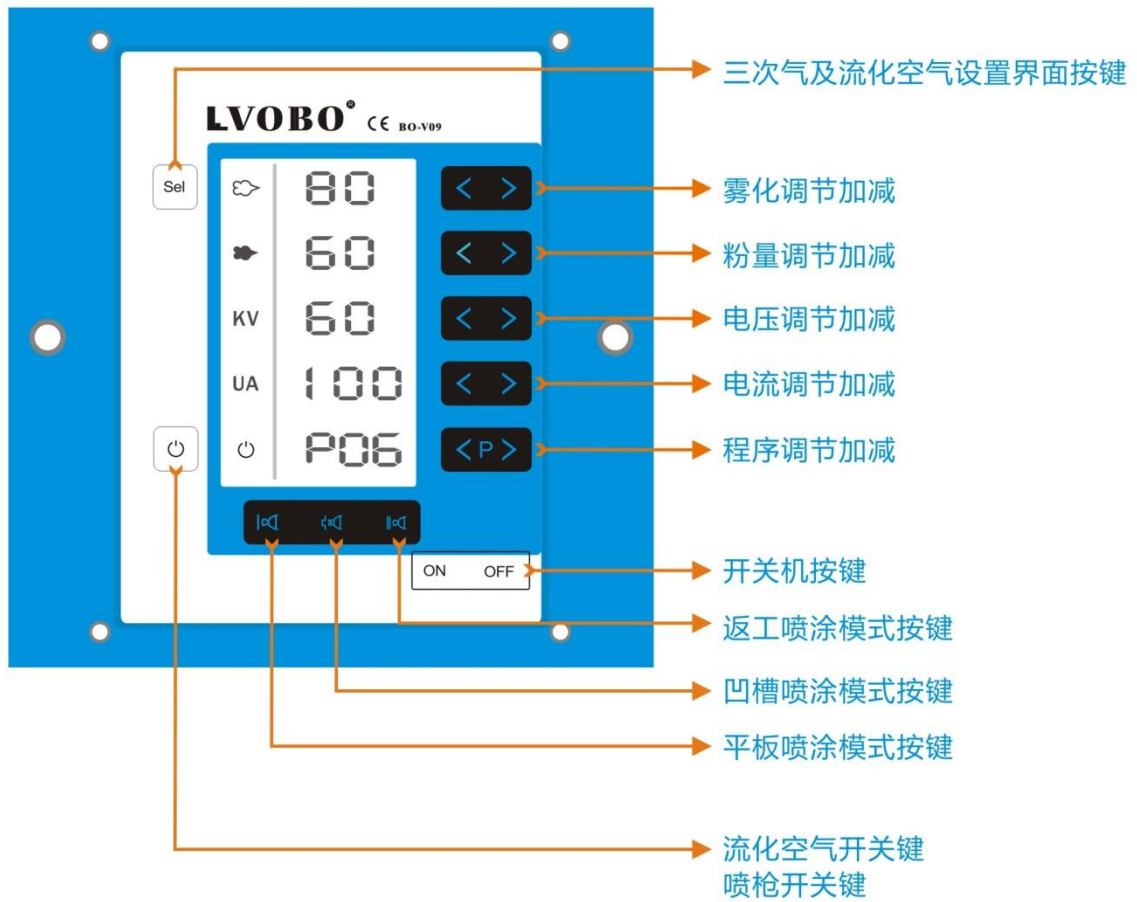 三次气及流化空气设置界面按键
LVOBO® CE BO-V09
Sel
80
雾化调节加减
60
粉量调节加减
KV 60
电压调节加减
UA 100
电流调节加减
P06 <P>
程序调节加减
ON OFF
开关机按键
返工喷涂模式按键
凹槽喷涂模式按键
平板喷涂模式按键
流化空气开关键
喷枪开关键